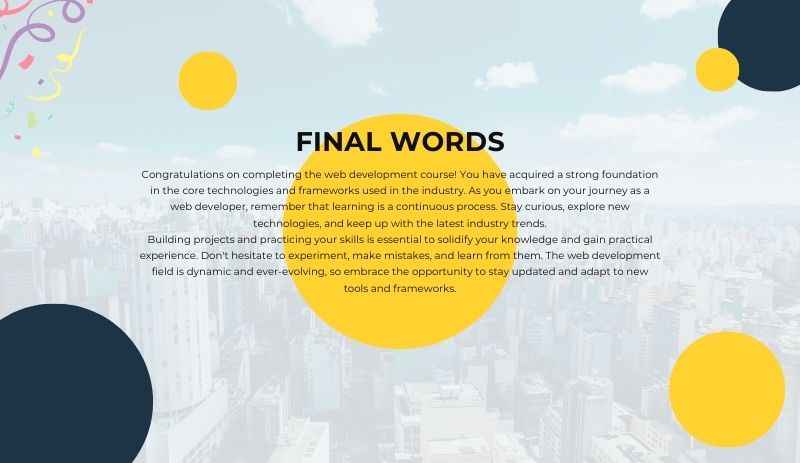 FINAL WORDS
Congratulations on completing the web development course! You have acquired a strong foundation
in the core technologies and frameworks used in the industry. As you embark on your journey as a
web developer, remember that learning is a continuous process. Stay curious, explore new
technologies, and keep up with the latest industry trends.
Building projects and practicing your skills is essential to solidify your knowledge and gain practical
experience. Don't hesitate to experiment, make mistakes, and learn from them. The web development
field is dynamic and ever-evolving, so embrace the opportunity to stay updated and adapt to new
tools and frameworks.